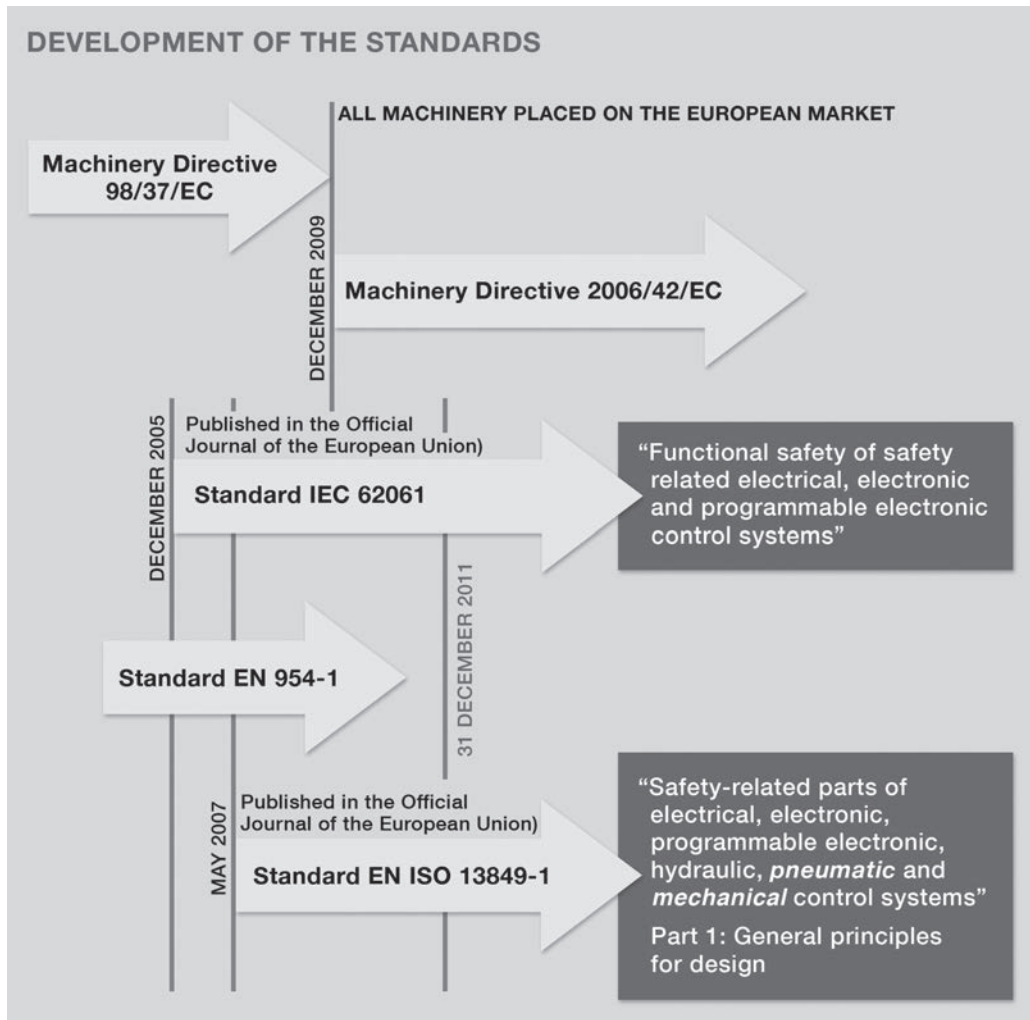 DEVELOPMENT OF THE STANDARDS
ALL MACHINERY PLACED ON THE EUROPEAN MARKET
Machinery Directive
98/37/EC
DECEMBER 2009
Machinery Directive 2006/42/EC
DECEMBER 2005
Published in the Official
Journal of the European Union)
Standard IEC 62061
“Functional safety of safety
related electrical, electronic
and programmable electronic
control systems”
31 DECEMBER 2011
Standard EN 954-1
MAY 2007
Published in the Official
Journal of the European Union)
Standard EN ISO 13849-1
“Safety-related parts of
electrical, electronic,
programmable electronic,
hydraulic, pneumatic and
mechanical control systems”
Part 1: General principles
for design